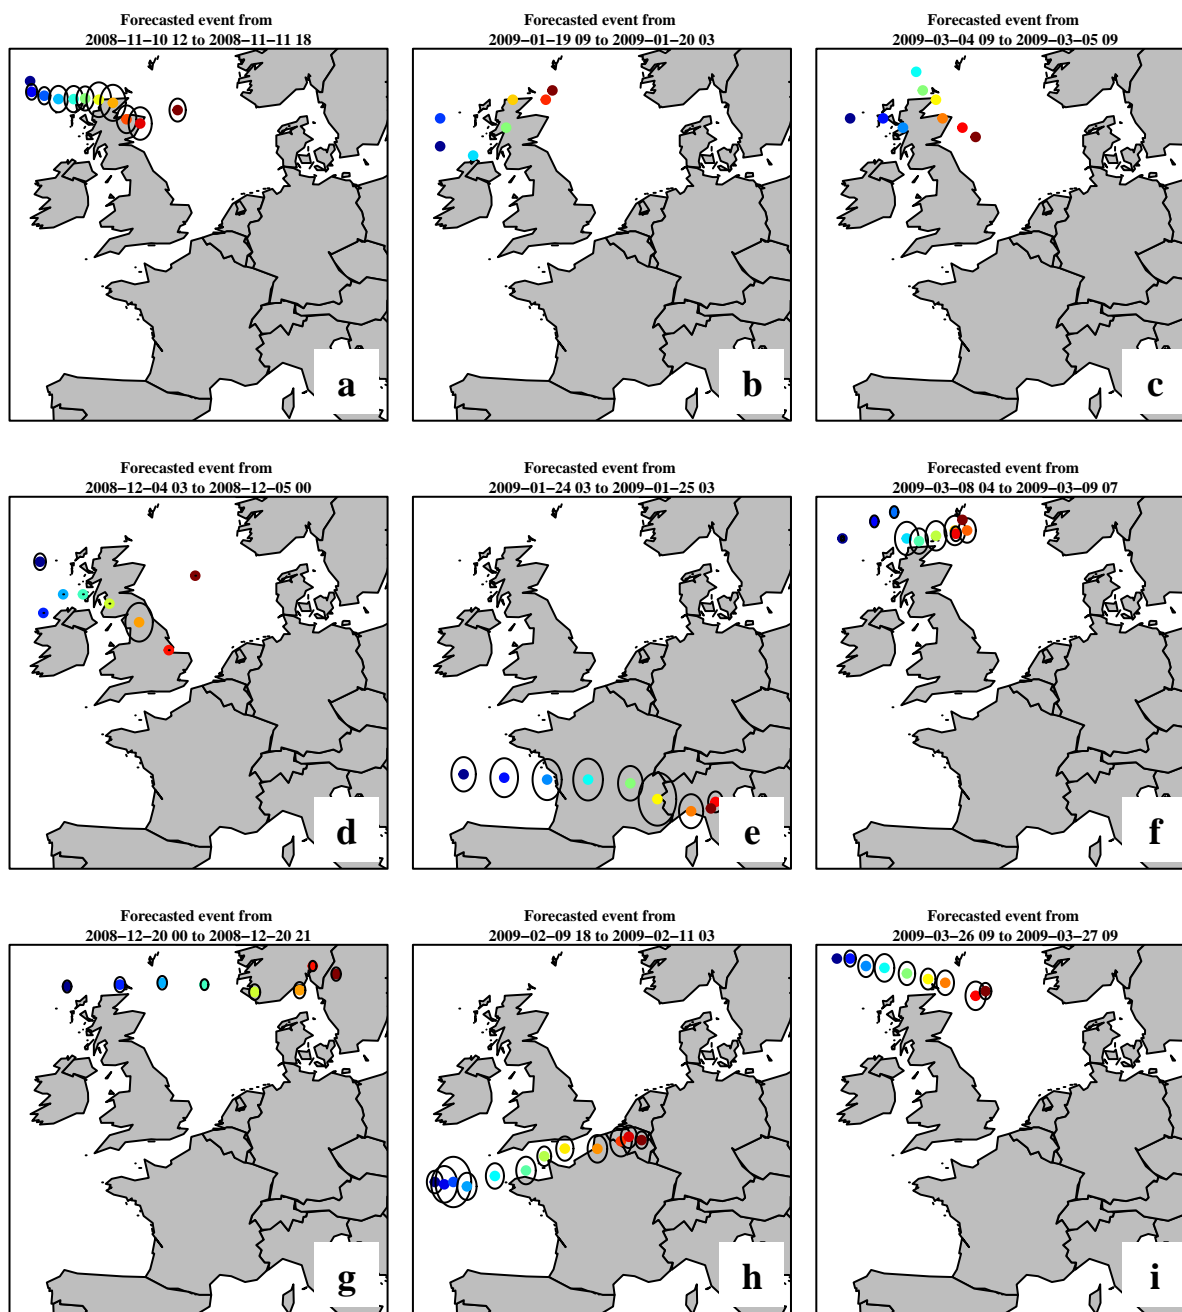 Forecasted event from
2008−11−10 12 to 2008−11−11 18
a
Forecasted event from
2009−01−19 09 to 2009−01−20 03
b
Forecasted event from
2009−03−04 09 to 2009−03−05 09
c
Forecasted event from
2008−12−04 03 to 2008−12−05 00
d
Forecasted event from
2009−01−24 03 to 2009−01−25 03
e
Forecasted event from
2009−03−08 04 to 2009−03−09 07
f
Forecasted event from
2008−12−20 00 to 2008−12−20 21
g
Forecasted event from
2009−02−09 18 to 2009−02−11 03
h
Forecasted event from
2009−03−26 09 to 2009−03−27 09
i